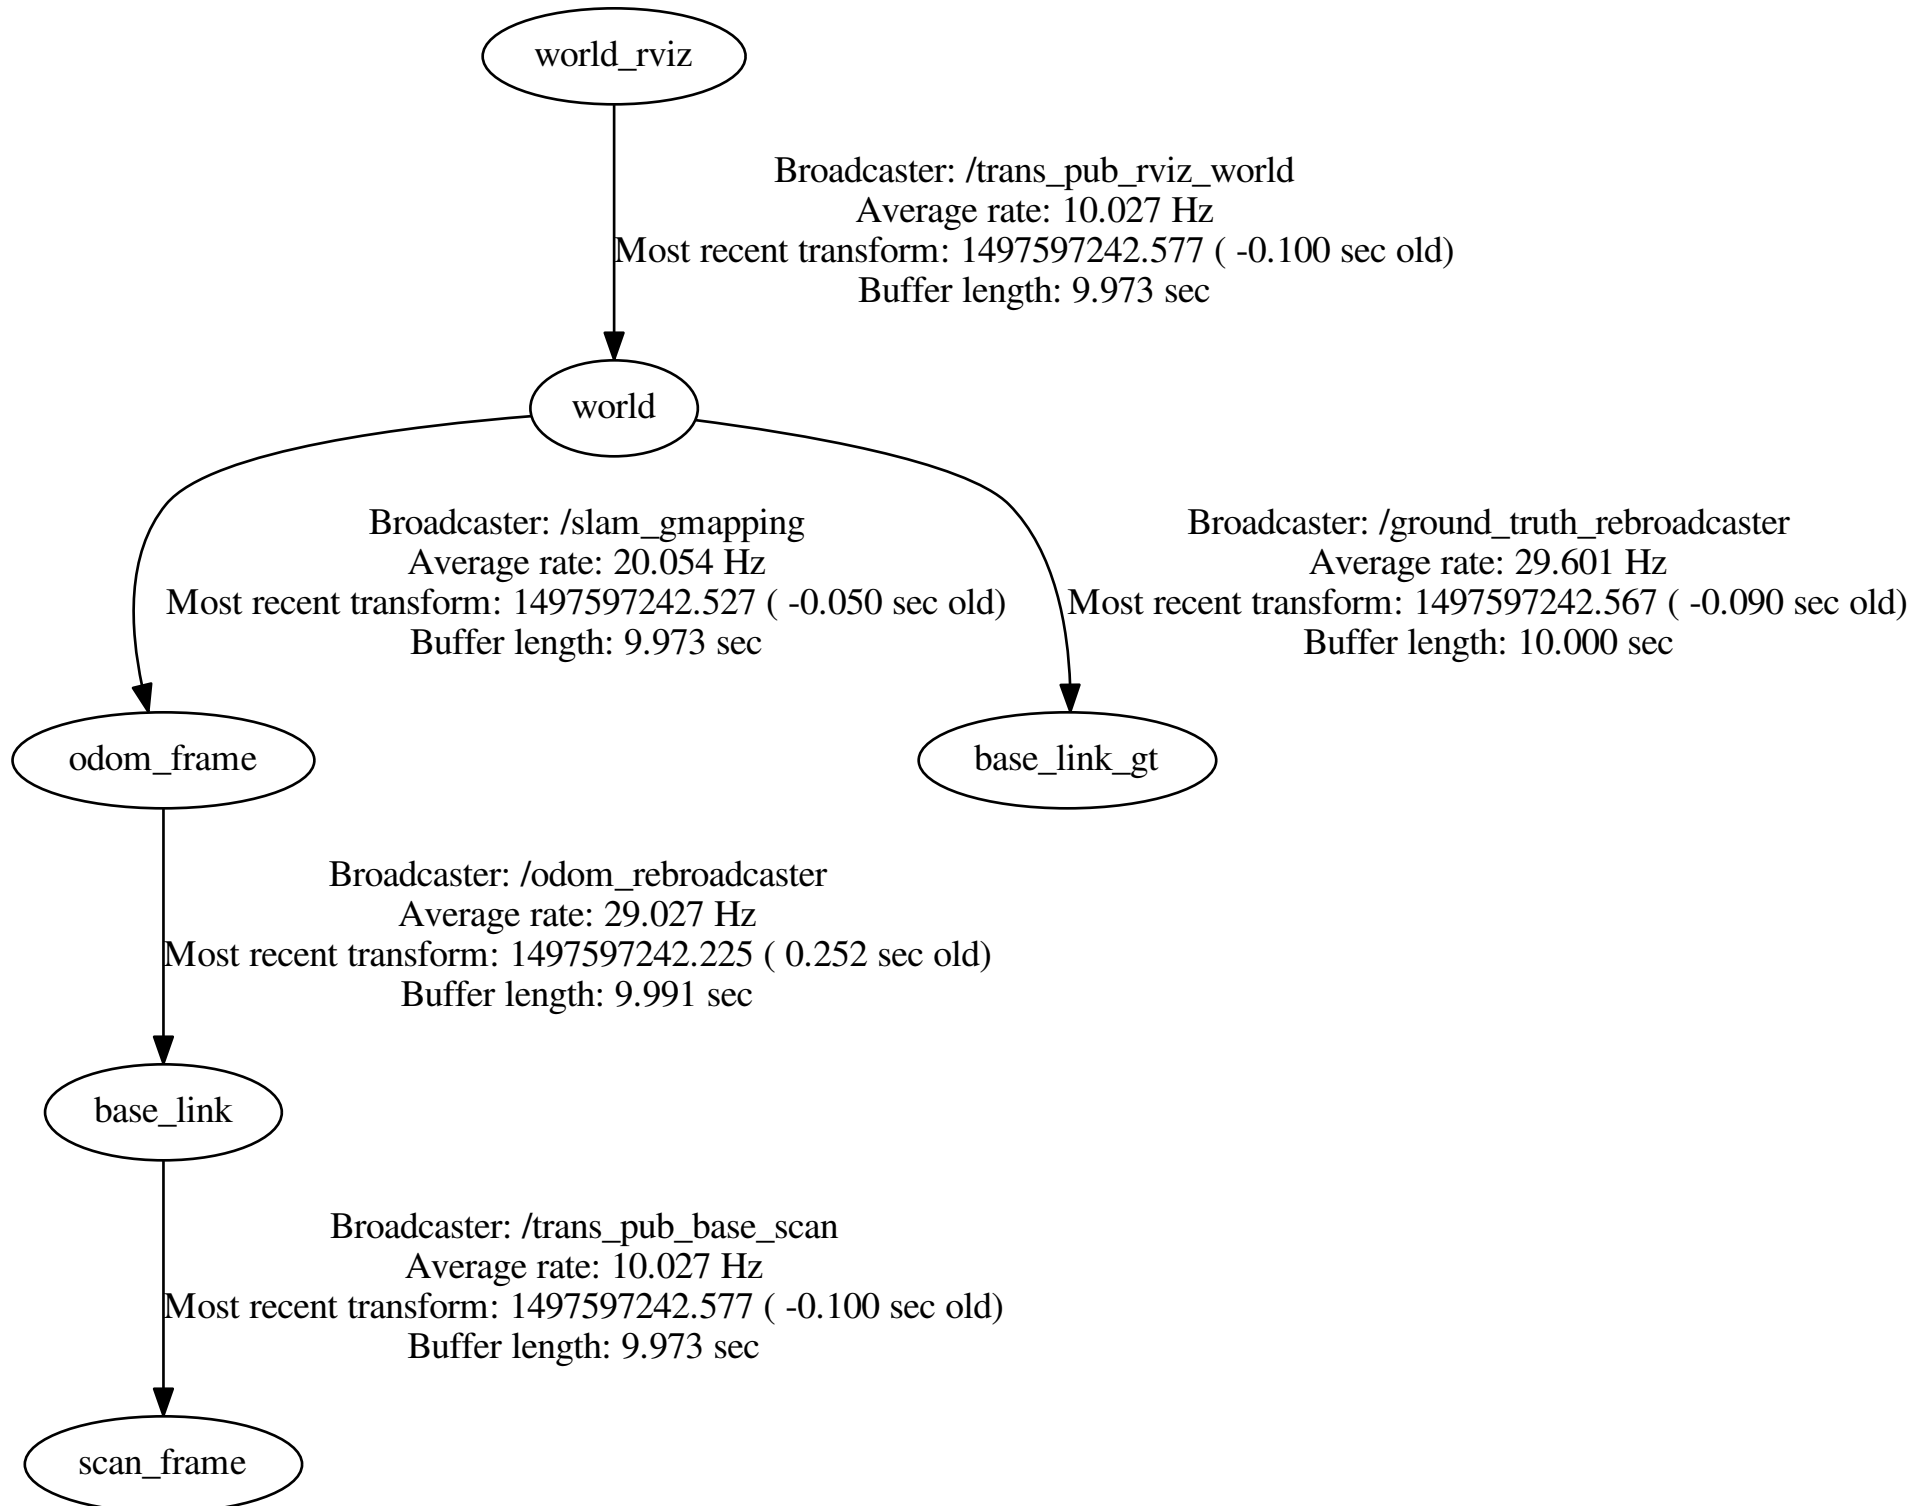 world_rviz
Broadcaster: /trans_pub_rviz_world
Average rate: 10.027 Hz
Most recent transform: 1497597242.577 ( -0.100 sec old)
Buffer length: 9.973 sec
world
Broadcaster: /slam_gmapping
Average rate: 20.054 Hz
Most recent transform: 1497597242.527 ( -0.050 sec old)
Buffer length: 9.973 sec
Broadcaster: /ground_truth_rebroadcaster
Average rate: 29.601 Hz
Most recent transform: 1497597242.567 ( -0.090 sec old)
Buffer length: 10.000 sec
odom_frame
base_link_gt
Broadcaster: /odom_rebroadcaster
Average rate: 29.027 Hz
Most recent transform: 1497597242.225 ( 0.252 sec old)
Buffer length: 9.991 sec
base_link
Broadcaster: /trans_pub_base_scan
Average rate: 10.027 Hz
Most recent transform: 1497597242.577 ( -0.100 sec old)
Buffer length: 9.973 sec
scan_frame